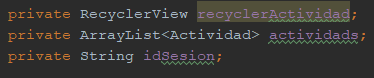 private RecyclerView recyclerActividad;
private ArrayList<Actividad> actividads;
private String idSesion;